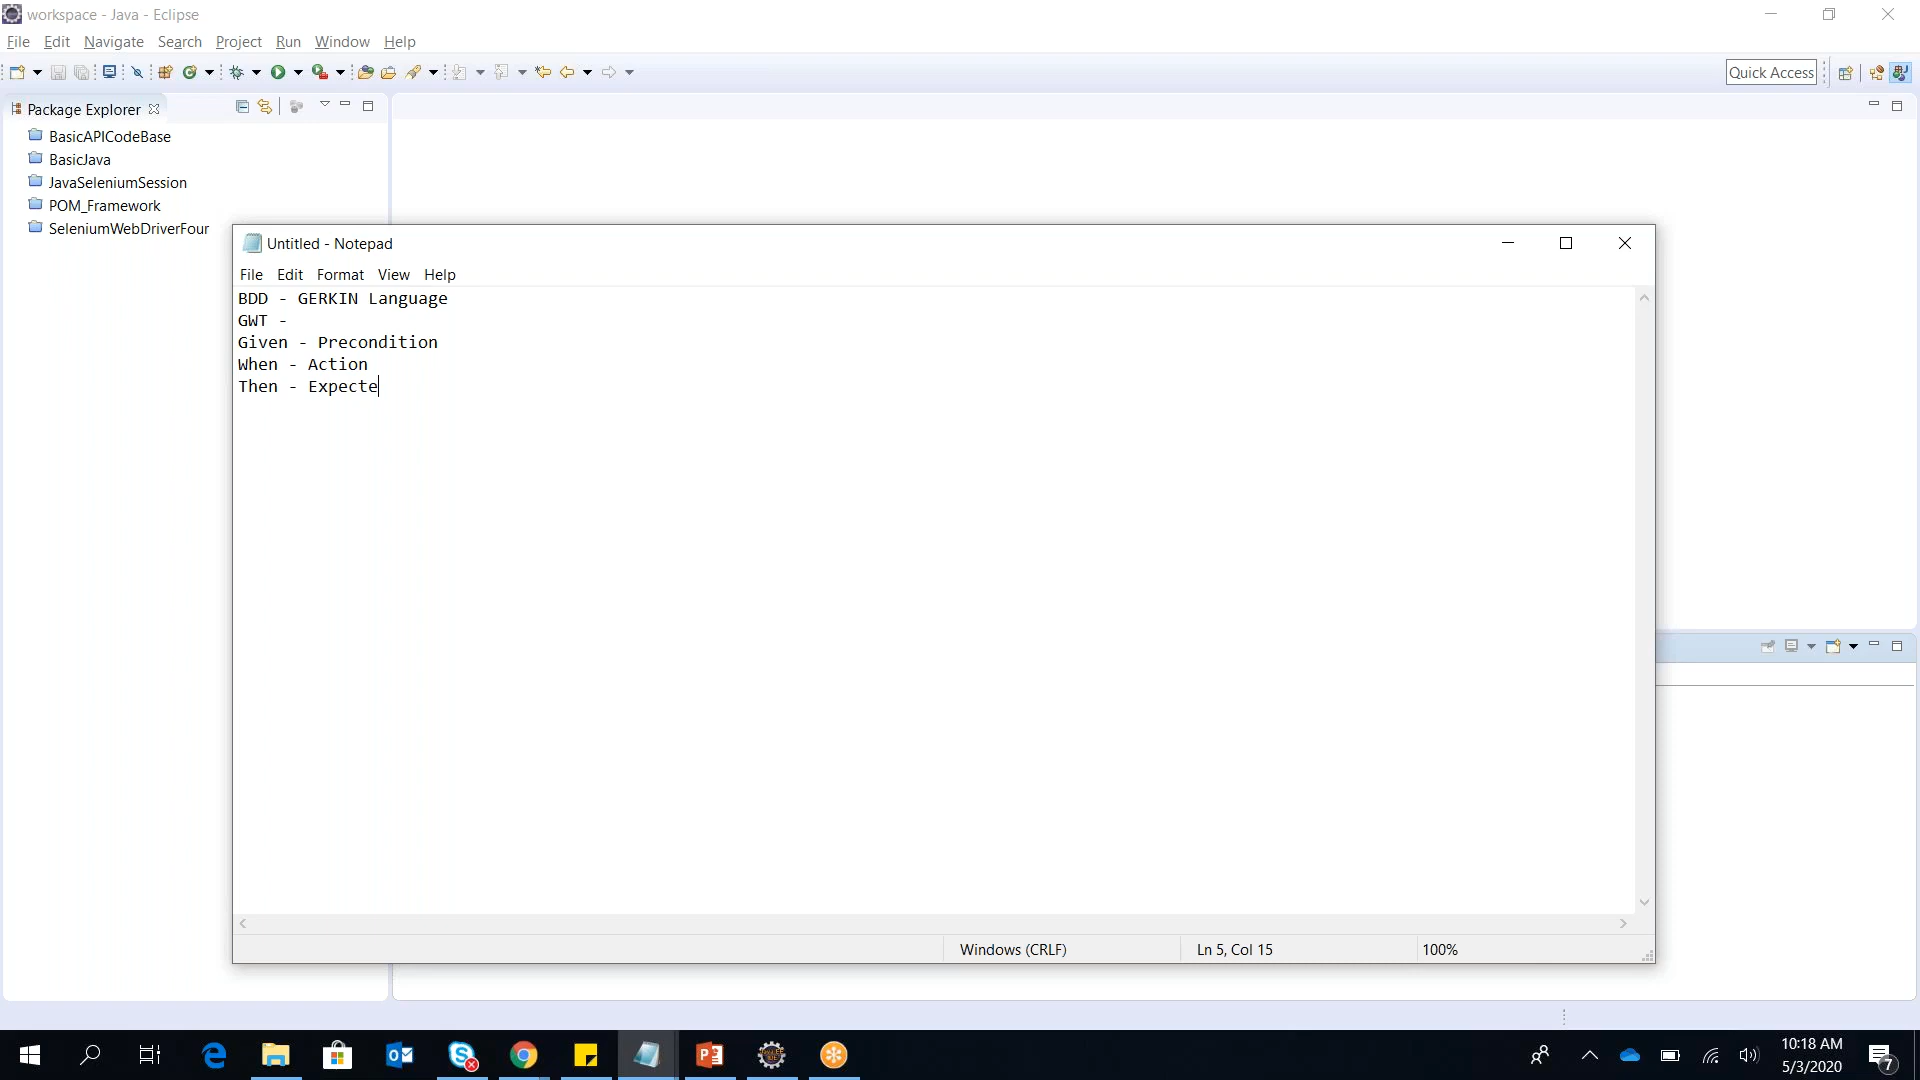 workspace - Java - Eclipse
File Edit Navigate Search Project Run Window Help
Quick Access
Package Explorer
BasicAPICodeBase
BasicJava
JavaSeleniumSession
POM_Framework
SeleniumWebDriverFour
Untitled - Notepad
File Edit Format View Help
BDD - GERKIN Language
GWT -
Given - Precondition
When - Action
Then - Expecte
Windows (CRLF) Ln 5, Col 15 100%
10:18 AM
5/3/2020
7